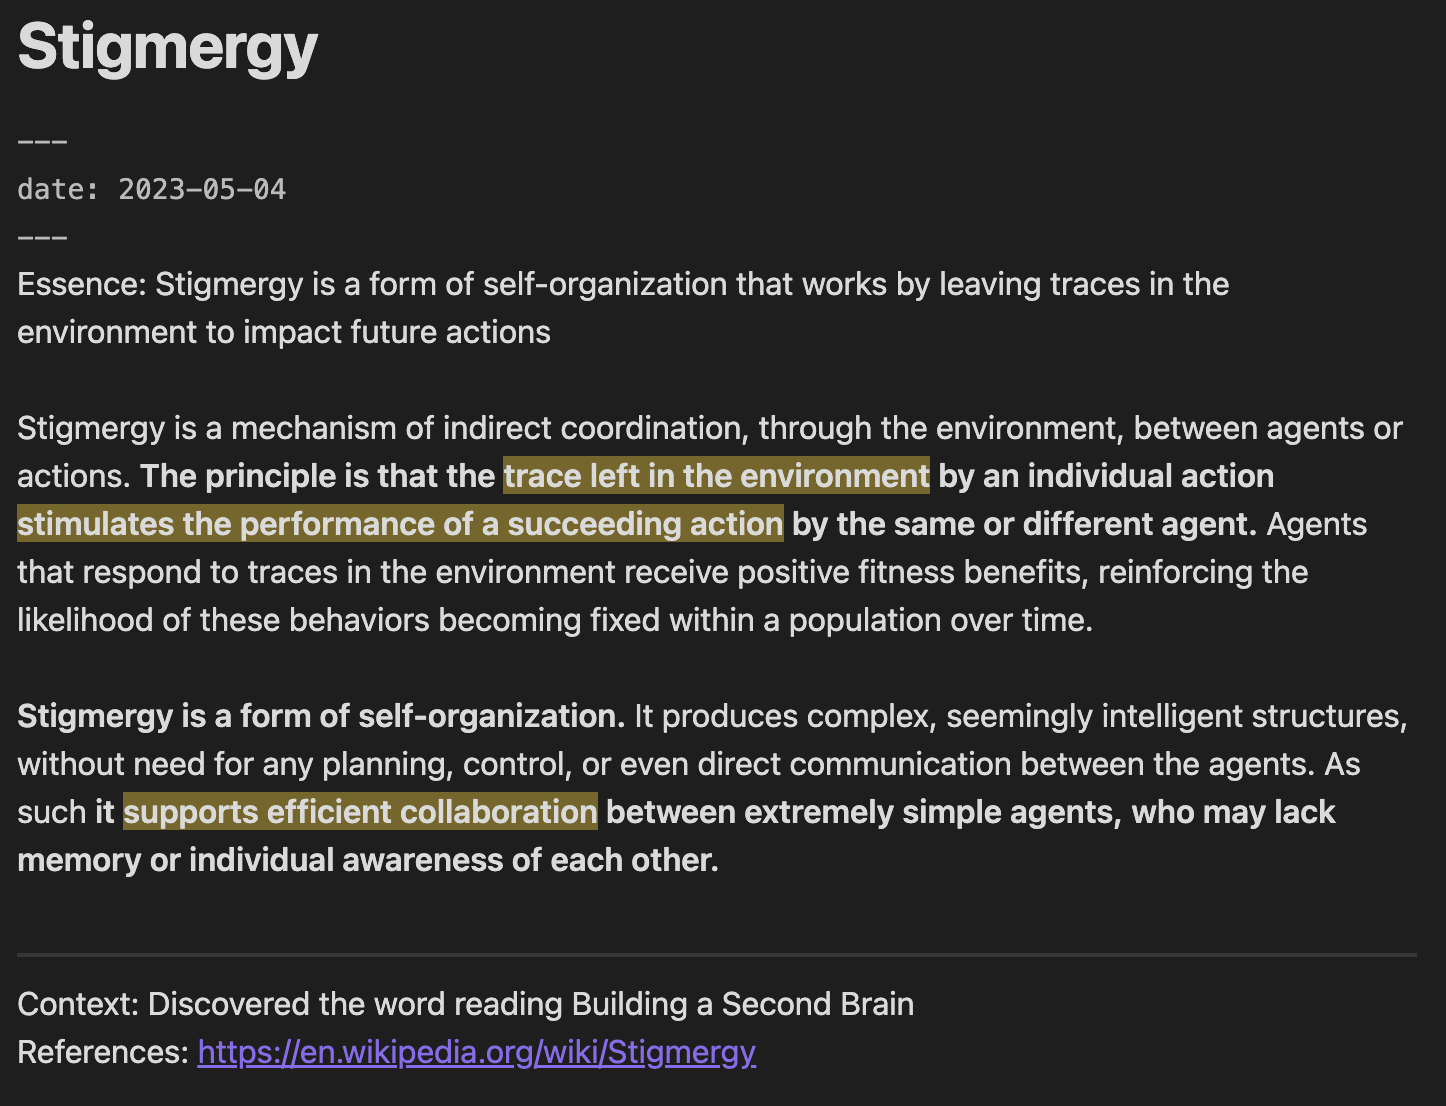 Stigmergy
---
date: 2023-05-04
---
Essence: Stigmergy is a form of self-organization that works by leaving traces in the
environment to impact future actions
Stigmergy is a mechanism of indirect coordination, through the environment, between agents or
actions. The principle is that the trace left in the environment by an individual action
stimulates the performance of a succeeding action by the same or different agent. Agents
that respond to traces in the environment receive positive fitness benefits, reinforcing the
likelihood of these behaviors becoming fixed within a population over time.
Stigmergy is a form of self-organization. It produces complex, seemingly intelligent structures,
without need for any planning, control, or even direct communication between the agents. As
such it supports efficient collaboration between extremely simple agents, who may lack
memory or individual awareness of each other.
Context: Discovered the word reading Building a Second Brain
References: https://en.wikipedia.org/wiki/Stigmergy